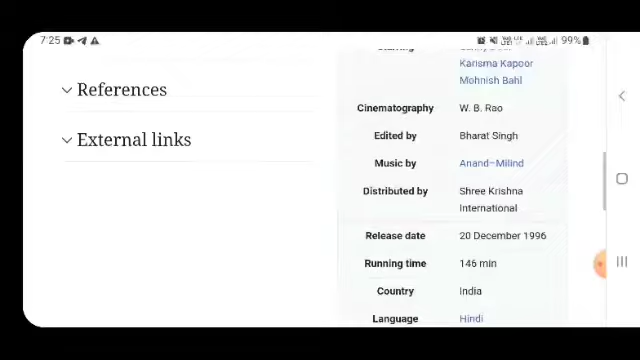 7:25
99%
Karisma Kapoor
Mohnish Bahl
References
External links
Cinematography W. B. Rao
Edited by Bharat Singh
Music by Anand–Milind
Distributed by Shree Krishna
International
Release date 20 December 1996
Running time 146 min
Country India
Language Hindi